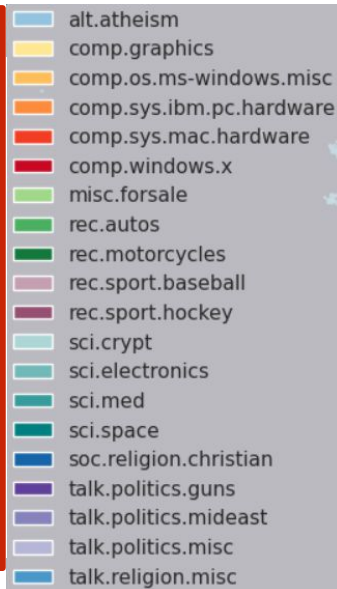 alt.atheism
comp.graphics
comp.os.ms-windows.misc
comp.sys.ibm.pc.hardware
comp.sys.mac.hardware
comp.windows.x
misc.forsale
rec.autos
rec.motorcycles
rec.sport.baseball
rec.sport.hockey
sci.crypt
sci.electronics
sci.med
sci.space
soc.religion.christian
talk.politics.guns
talk.politics.mideast
talk.politics.misc
talk.religion.misc